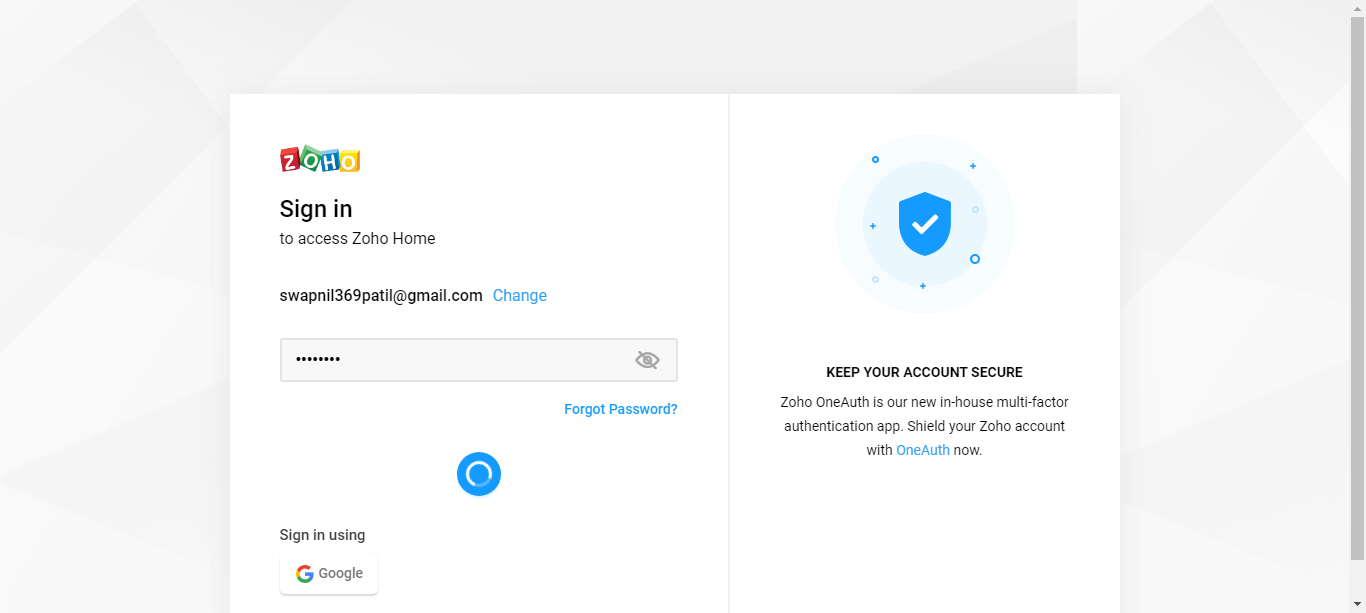 ZOHO
Sign in
to access Zoho Home
swapnil369patil@gmail.com Change
••••••••
Forgot Password?
Sign in using
Google
KEEP YOUR ACCOUNT SECURE
Zoho OneAuth is our new in-house multi-factor
authentication app. Shield your Zoho account
with OneAuth now.